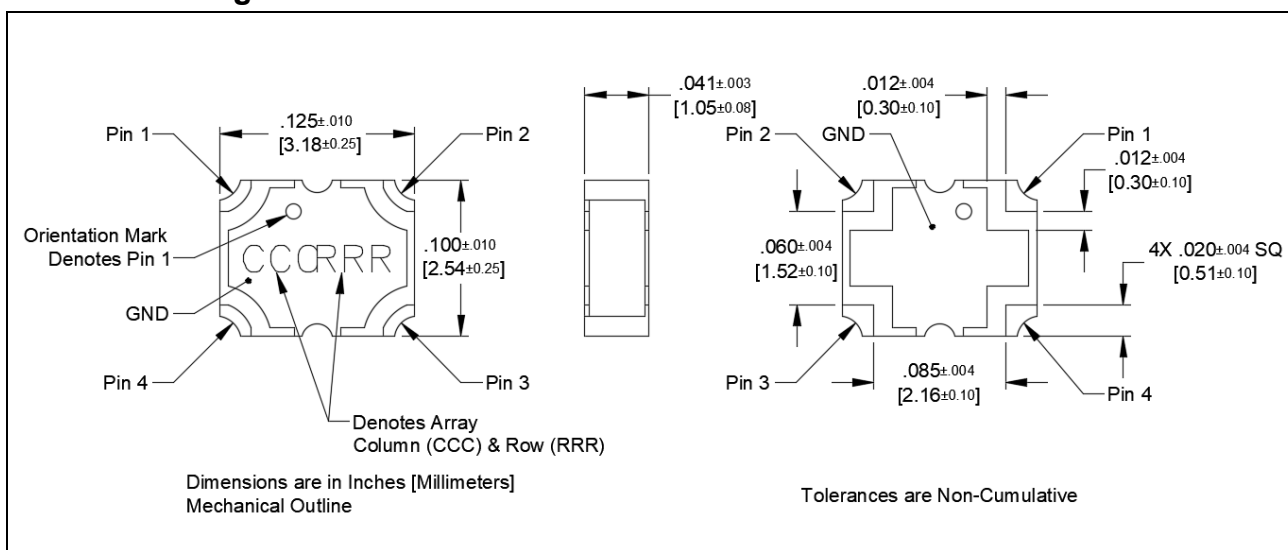 g
Pin 1
.125±.010
[3.18±0.25]
Pin 2
Orientation Mark
Denotes Pin 1
CCCRRR
.100±.010
[2.54±0.25]
GND
Pin 4
Pin 3
Denotes Array
Column (CCC) & Row (RRR)
Dimensions are in Inches [Millimeters]
Mechanical Outline
.041±.003
[1.05±0.08]
.012±.004
[0.30±0.10]
Pin 2
GND
Pin 1
.012±.004
[0.30±0.10]
.060±.004
[1.52±0.10]
4X .020±.004 SQ
[0.51±0.10]
Pin 3
.085±.004
[2.16±0.10]
Pin 4
Tolerances are Non-Cumulative